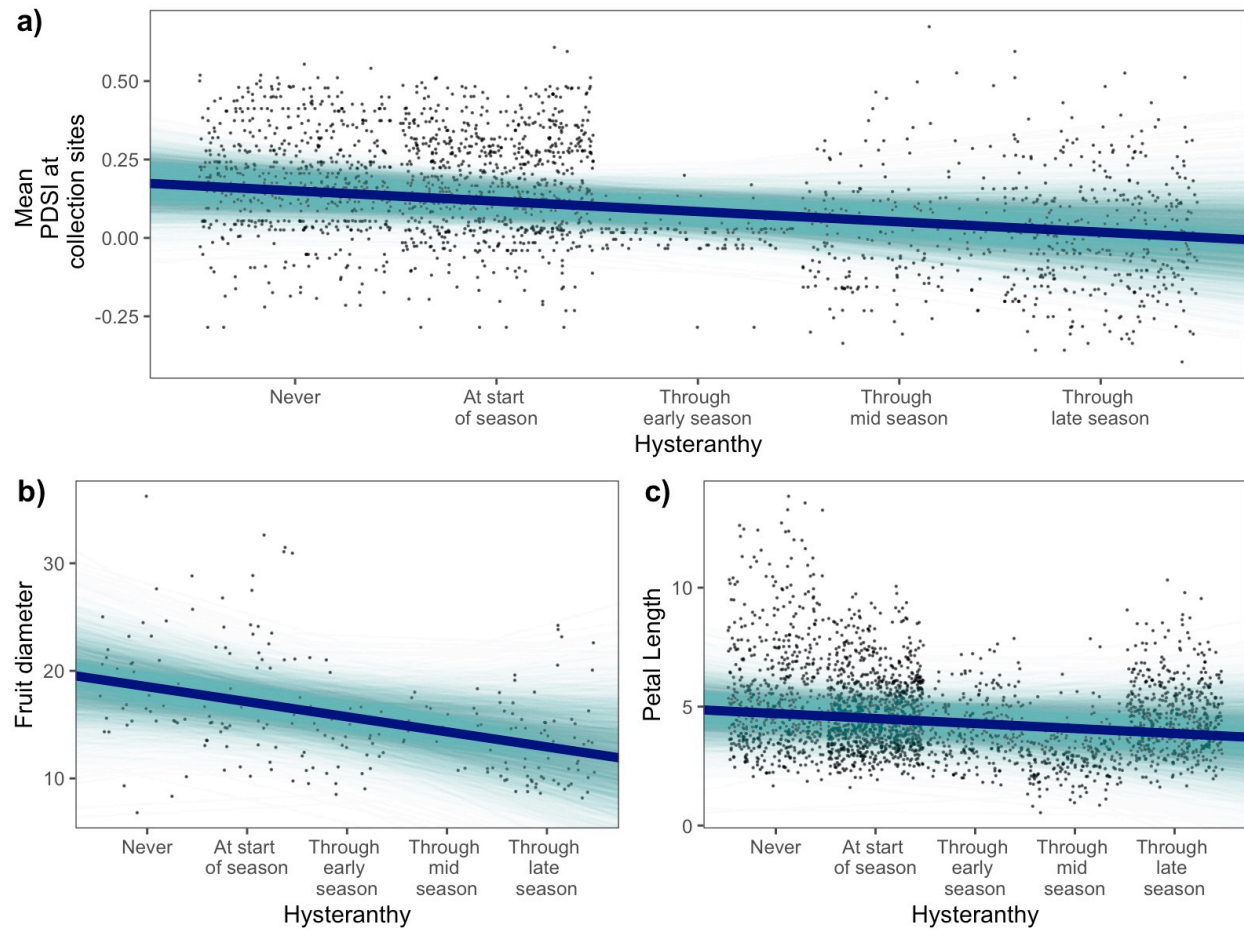 a)
Mean
PDSI at
collection sites
0.50
0.25
0.00
-0.25
Never
At start
of season
Through
early season
Through
mid season
Through
late season
Hysteranthy
b)
Fruit diameter
30
20
10
Never
At start
of season
Through
early
season
Through
mid
season
Through
late
season
Hysteranthy
c)
Petal Length
10
5
0
Never
At start
of season
Through
early
season
Through
mid
season
Through
late
season
Hysteranthy